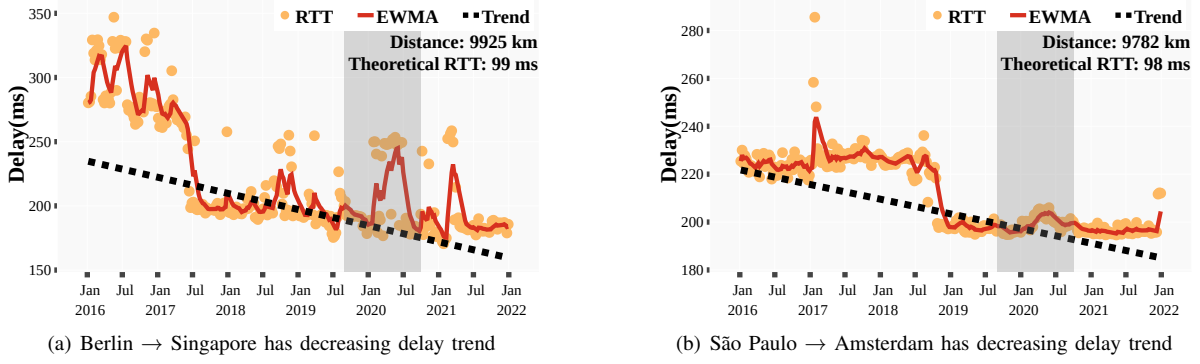 RTT EWMA Trend
Distance: 9925 km
Theoretical RTT: 99 ms
Delay(ms)
350
300
250
200
150
Jan Jul Jan Jul Jan Jul Jan Jul Jan Jul Jan Jul Jan
2016 2017 2018 2019 2020 2021 2022
(a) Berlin → Singapore has decreasing delay trend
RTT EWMA Trend
Distance: 9782 km
Theoretical RTT: 98 ms
Delay(ms)
280
260
240
220
200
180
Jan Jul Jan Jul Jan Jul Jan Jul Jan Jul Jan Jul Jan
2016 2017 2018 2019 2020 2021 2022
(b) São Paulo → Amsterdam has decreasing delay trend